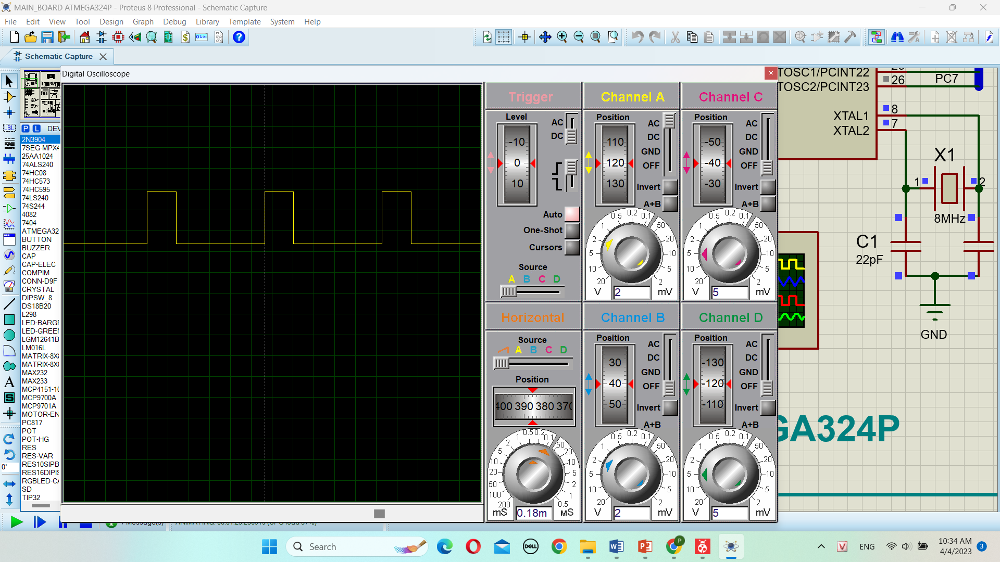 MAIN_BOARD ATMEGA324P - Proteus 8 Professional - Schematic Capture
File Edit View Tool Design Graph Debug Library Template System Help
Schematic Capture
Digital Oscilloscope
P L DEV
2N3904
7SEG-MPX4
25AA1024
74ALS240
74HC08
74HC573
74HC595
74LS240
74S244
4082
7404
ATMEGA32
BUTTON
BUZZER
CAP
CAP-ELEC
COMPIM
CONN-D9F
CRYSTAL
DIPSW_8
DS18B20
L298
LED-BARG
LED-GREE
LGM12641B
LM016L
MATRIX-8X
MATRIX-8X
MAX232
MAX233
MCP4151-10
MCP9700A
MCP9701A
MOTOR-EN
PC817
POT
POT-HG
RES
RES-VAR
RES10SIPB
RES16DIPIS
RGBLED-CA
SD
TIP32
LBL
A
S
0°
Trigger
Level
-10
0
10
AC
DC
Auto
One-Shot
Cursors
Source
A B C D
Channel A
Position
110
120
130
AC
DC
GND
OFF
Invert
A+B
20 10 5 2 1 0.5 0.2 0.1 50 20 10 5 2
V 2 mV
Channel C
Position
-50
-40
-30
AC
DC
GND
OFF
Invert
A+B
20 10 5 2 1 0.5 0.2 0.1 50 20 10 5 2
V 5 mV
Horizontal
Source
A B C D
Position
400 390 380 370
200 100 50 20 10 5 2 1 0.5 0.2 0.1 50 20 10 5 2 1 0.5
mS 0.18m µS
Channel B
Position
30
40
50
AC
DC
GND
OFF
Invert
A+B
20 10 5 2 1 0.5 0.2 0.1 50 20 10 5 2
V 2 mV
Channel D
Position
-130
-120
-110
AC
DC
GND
OFF
Invert
A+B
20 10 5 2 1 0.5 0.2 0.1 50 20 10 5 2
V 5 mV
TOSC1/PCINT22
TOSC2/PCINT23
26
PC7
XTAL1 8
XTAL2 7
X1
1 2
8MHz
C1
22pF
GND
GA324P
Search
DELL
ENG
10:34 AM
4/4/2023
3